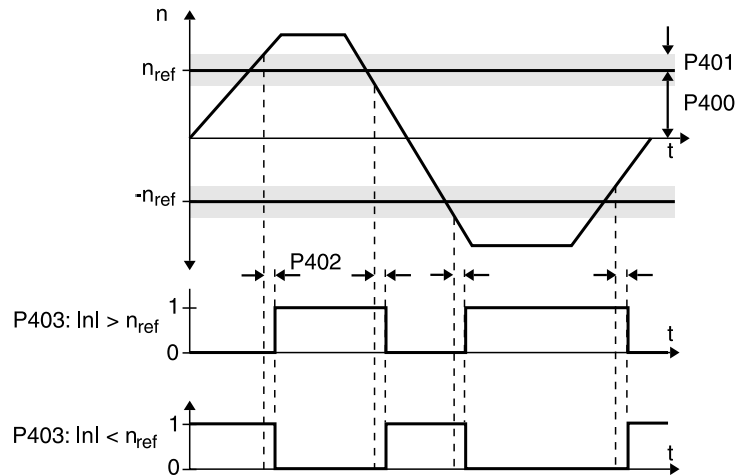 n
P401
n_ref
P400
t
-n_ref
P402
1
P403: |n| > n_ref
t
0
1
P403: |n| < n_ref
t
0